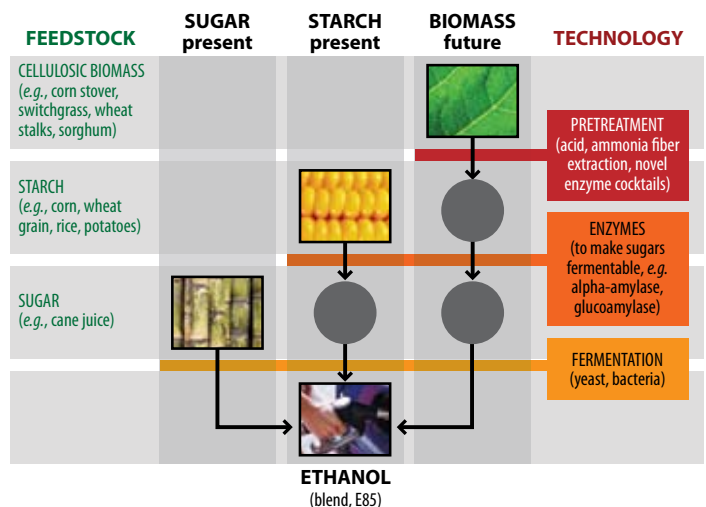 FEEDSTOCK
SUGAR
present
STARCH
present
BIOMASS
future
TECHNOLOGY
CELLULOSIC BIOMASS
(e.g., corn stover,
switchgrass, wheat
stalks, sorghum)
PRETREATMENT
(acid, ammonia fiber
extraction, novel
enzyme cocktails)
STARCH
(e.g., corn, wheat
grain, rice, potatoes)
ENZYMES
(to make sugars
fermentable, e.g.
alpha-amylase,
glucoamylase)
SUGAR
(e.g., cane juice)
FERMENTATION
(yeast, bacteria)
ETHANOL
(blend, E85)